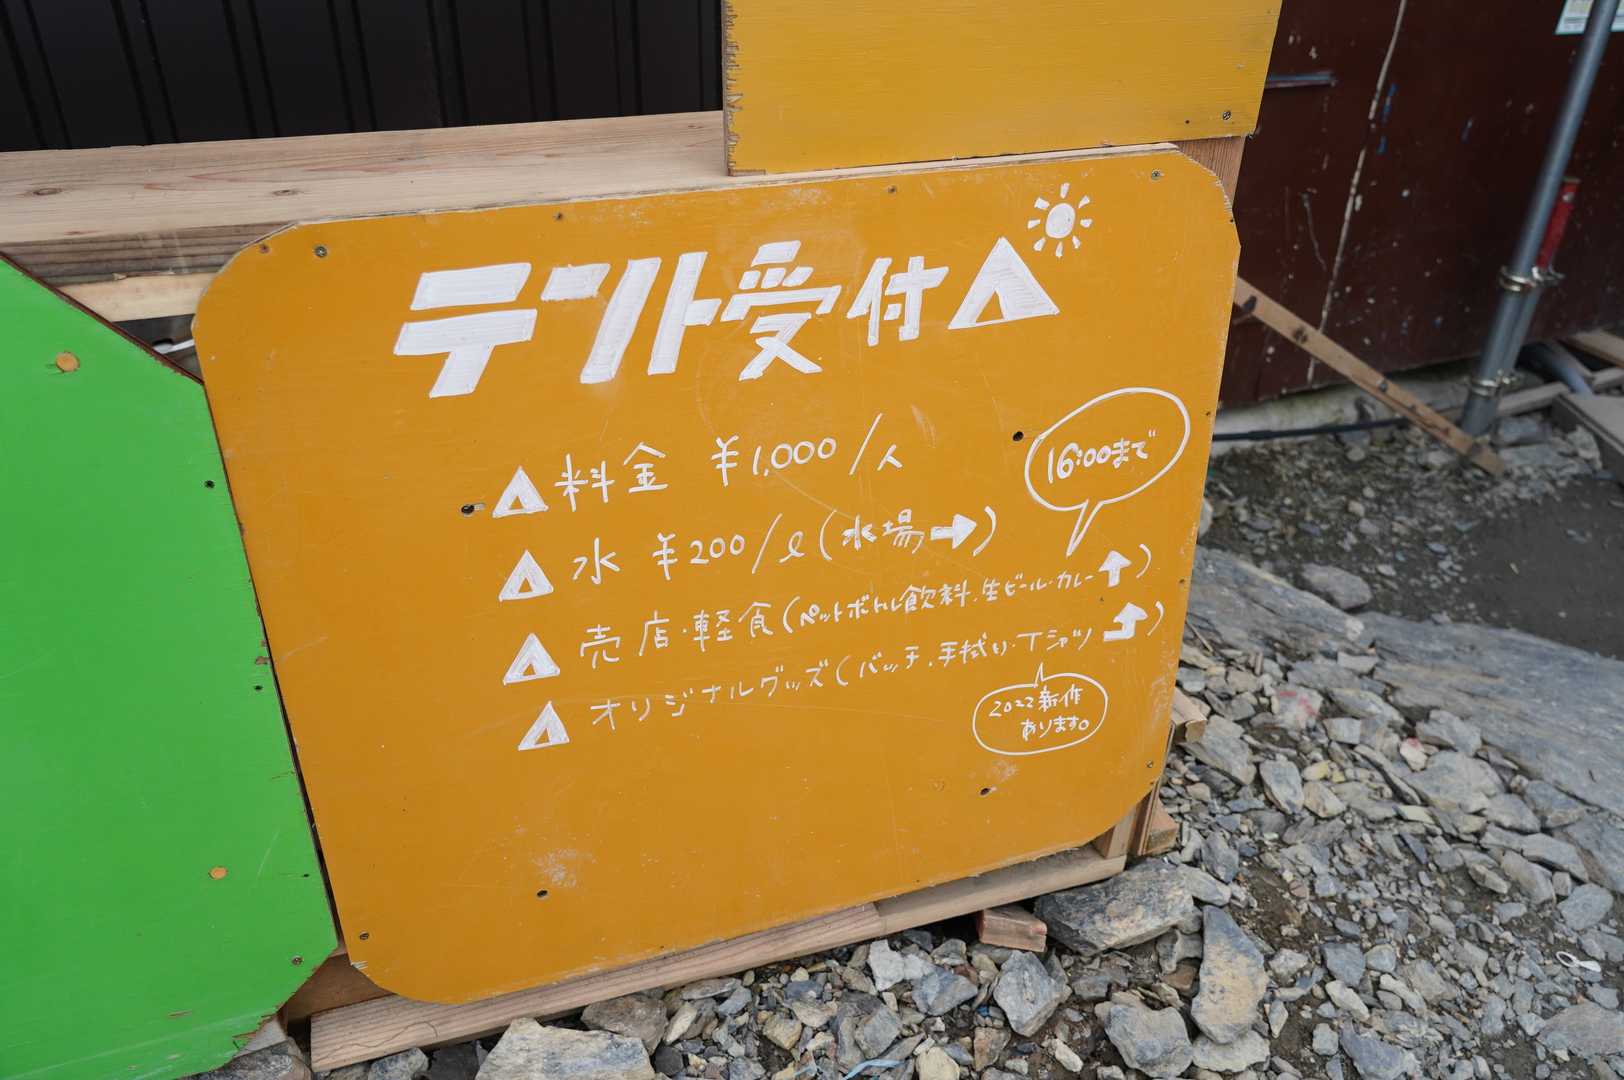 テント受付
料金 ¥1,000/人
16:00まで
水 ¥200/ℓ(水場→)
売店・軽食(ペットボトル飲料、生ビール・カレー↑)
オリジナルグッズ(バッチ、手拭い・Tシャツ⮥)
2022新作
あります。